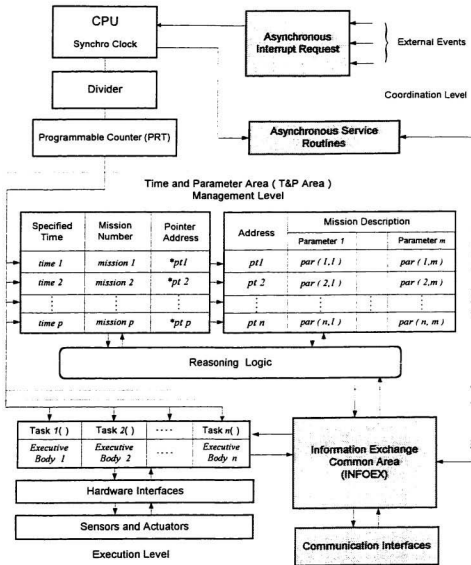 CPU
Synchro Clock
Asynchronous
Interrupt Request
External Events
Divider
Coordination Level
Programmable Counter (PRT)
Asynchronous Service
Routines
Time and Parameter Area ( T&P Area )
Management Level
Specified Time
Mission Number
Pointer Address
Address
Mission Description
Parameter 1
Parameter m
time 1
mission 1
*pt1
pt1
par (1,1)
par (1,m)
time 2
mission 2
*pt 2
pt 2
par (2,1)
par (2,m)
time p
mission p
*pt p
pt n
par (n,1)
par (n, m)
Reasoning Logic
Task 1( )
Task 2( )
....
Task n( )
Executive Body 1
Executive Body 2
....
Executive Body n
Information Exchange
Common Area
(INFOEX)
Hardware Interfaces
Sensors and Actuators
Communication Interfaces
Execution Level